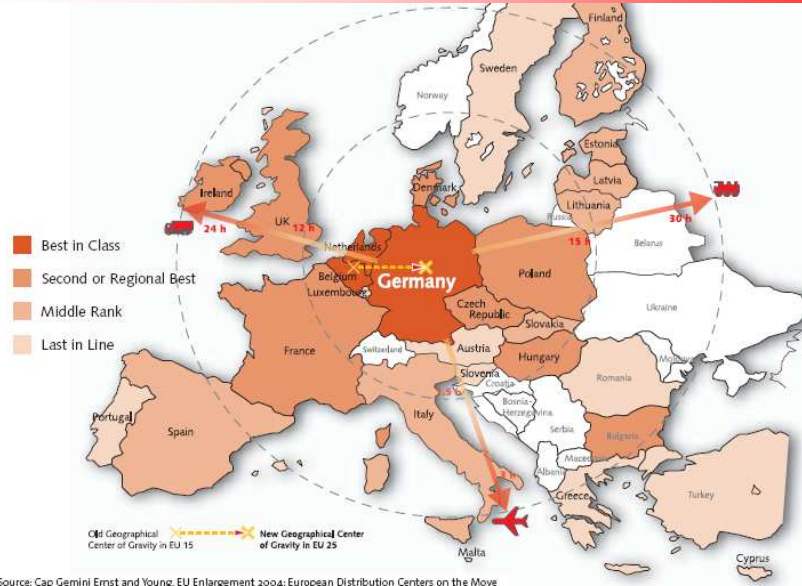 Finland
Sweden
Norway
Estonia
Latvia
Denmark
Lithuania
Ireland
Russia
UK
12 h
24 h
30 h
15 h
Netherlands
Belarus
Best in Class
Belgium
Poland
Second or Regional Best
Luxembourg
Germany
Czech
Republic
Ukraine
Middle Rank
Slovakia
Last in Line
France
Switzerland
Austria
Hungary
Slovenia
Romania
Croatia
Bosnia-
Herzegovina
Portugal
Italy
Serbia
Spain
Bulgaria
Albania
Greece
Turkey
Old Geographical
Center of Gravity in EU 15
New Geographical Center
of Gravity in EU 25
Malta
Cyprus
Source: Cap Gemini Ernst and Young, EU Enlargement 2004: European Distribution Centers on the Move